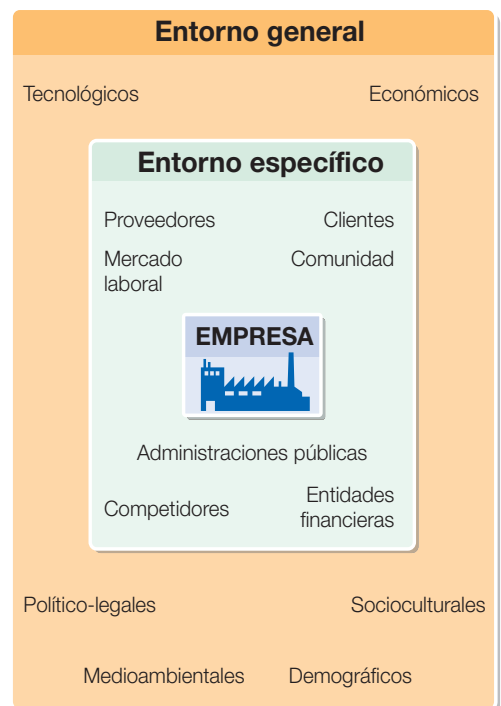 Entorno general
Tecnológicos
Económicos
Entorno específico
Proveedores
Clientes
Mercado
laboral
Comunidad
EMPRESA
Administraciones públicas
Competidores
Entidades
financieras
Político-legales
Socioculturales
Medioambientales
Demográficos